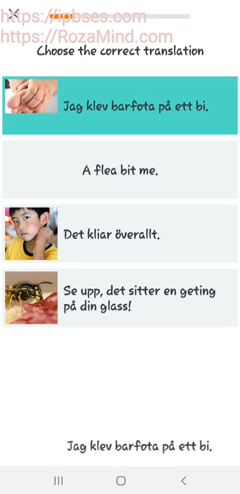 https://ipbses.com
https://RozaMind.com
Choose the correct translation
Jag klev barfota på ett bi.
A flea bit me.
Det kliar överallt.
Se upp, det sitter en geting
på din glass!
Jag klev barfota på ett bi.